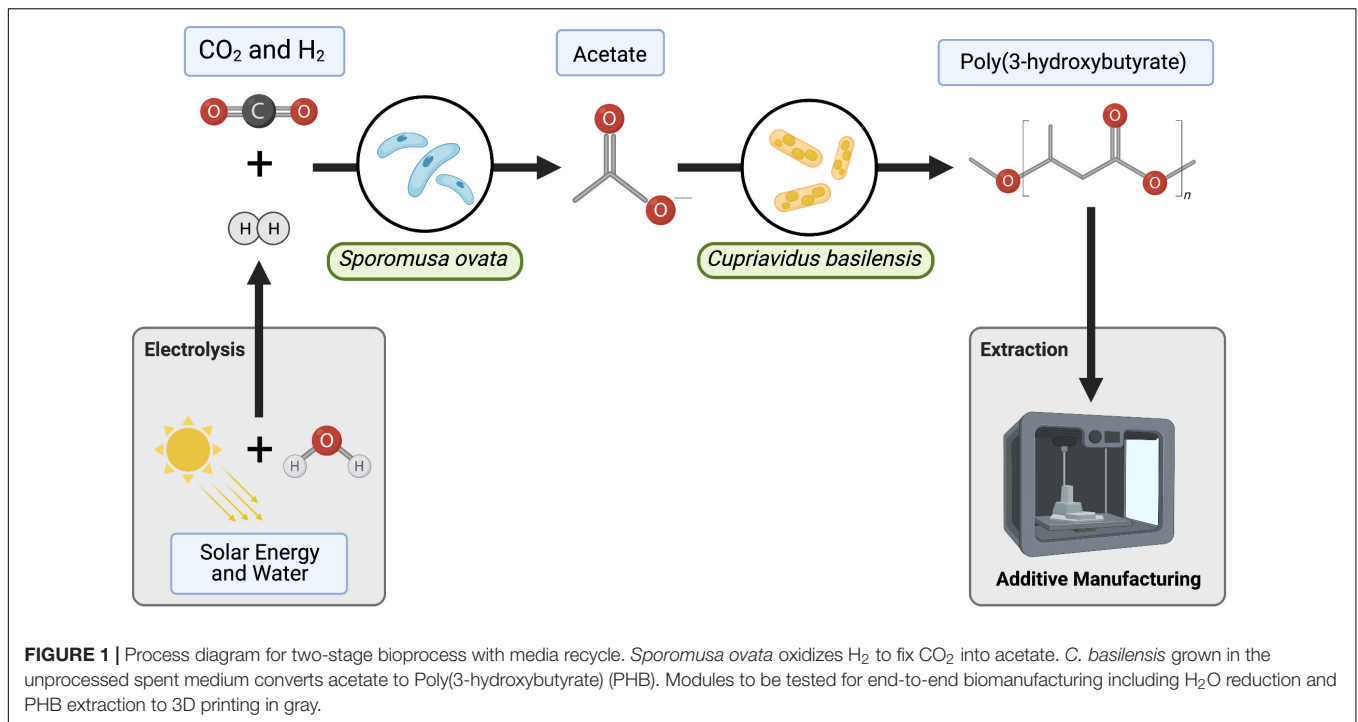 CO₂ and H₂
Acetate
Poly(3-hydroxybutyrate)
O C O
+
H H
O
O⁻
O
O
O
n
Sporomusa ovata
Cupriavidus basilensis
Electrolysis
+
O
H H
Solar Energy
and Water
Extraction
Additive Manufacturing
FIGURE 1 | Process diagram for two-stage bioprocess with media recycle. Sporomusa ovata oxidizes H₂ to fix CO₂ into acetate. C. basilensis grown in the
unprocessed spent medium converts acetate to Poly(3-hydroxybutyrate) (PHB). Modules to be tested for end-to-end biomanufacturing including H₂O reduction and
PHB extraction to 3D printing in gray.